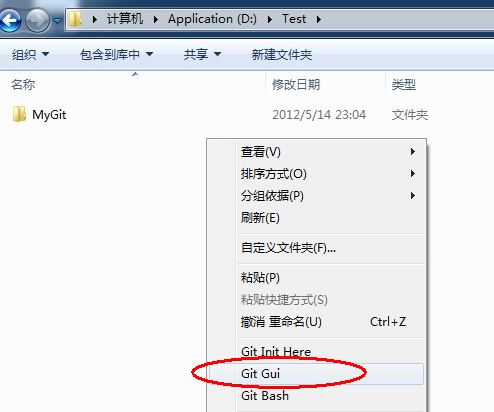 计算机 Application (D:) Test
组织 包含到库中 共享 新建文件夹
名称 修改日期 类型
MyGit 2012/5/14 23:04 文件夹
查看(V)
排序方式(O)
分组依据(P)
刷新(E)
自定义文件夹(F)...
粘贴(P)
粘贴快捷方式(S)
撤消 重命名(U) Ctrl+Z
Git Init Here
Git Gui
Git Bash